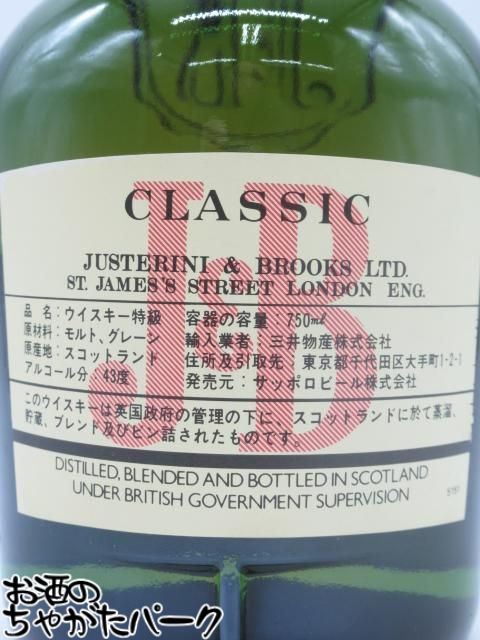 CLASSIC
J&B
JUSTERINI & BROOKS LTD.
ST. JAMES'S STREET LONDON ENG.
品名:ウイスキー特級 容器の容量:750ml
原材料:モルト、グレーン 輸入業者:三井物産株式会社
原産地:スコットランド 住所及引取先:東京都千代田区大手町1-2-1
アルコール分 43度 発売元:サッポロビール株式会社
このウイスキーは英国政府の管理の下に、スコットランドに於て蒸溜、
貯蔵、ブレンド及びビン詰されたものです。
DISTILLED, BLENDED AND BOTTLED IN SCOTLAND
UNDER BRITISH GOVERNMENT SUPERVISION
お酒の
ちゃがたパーク